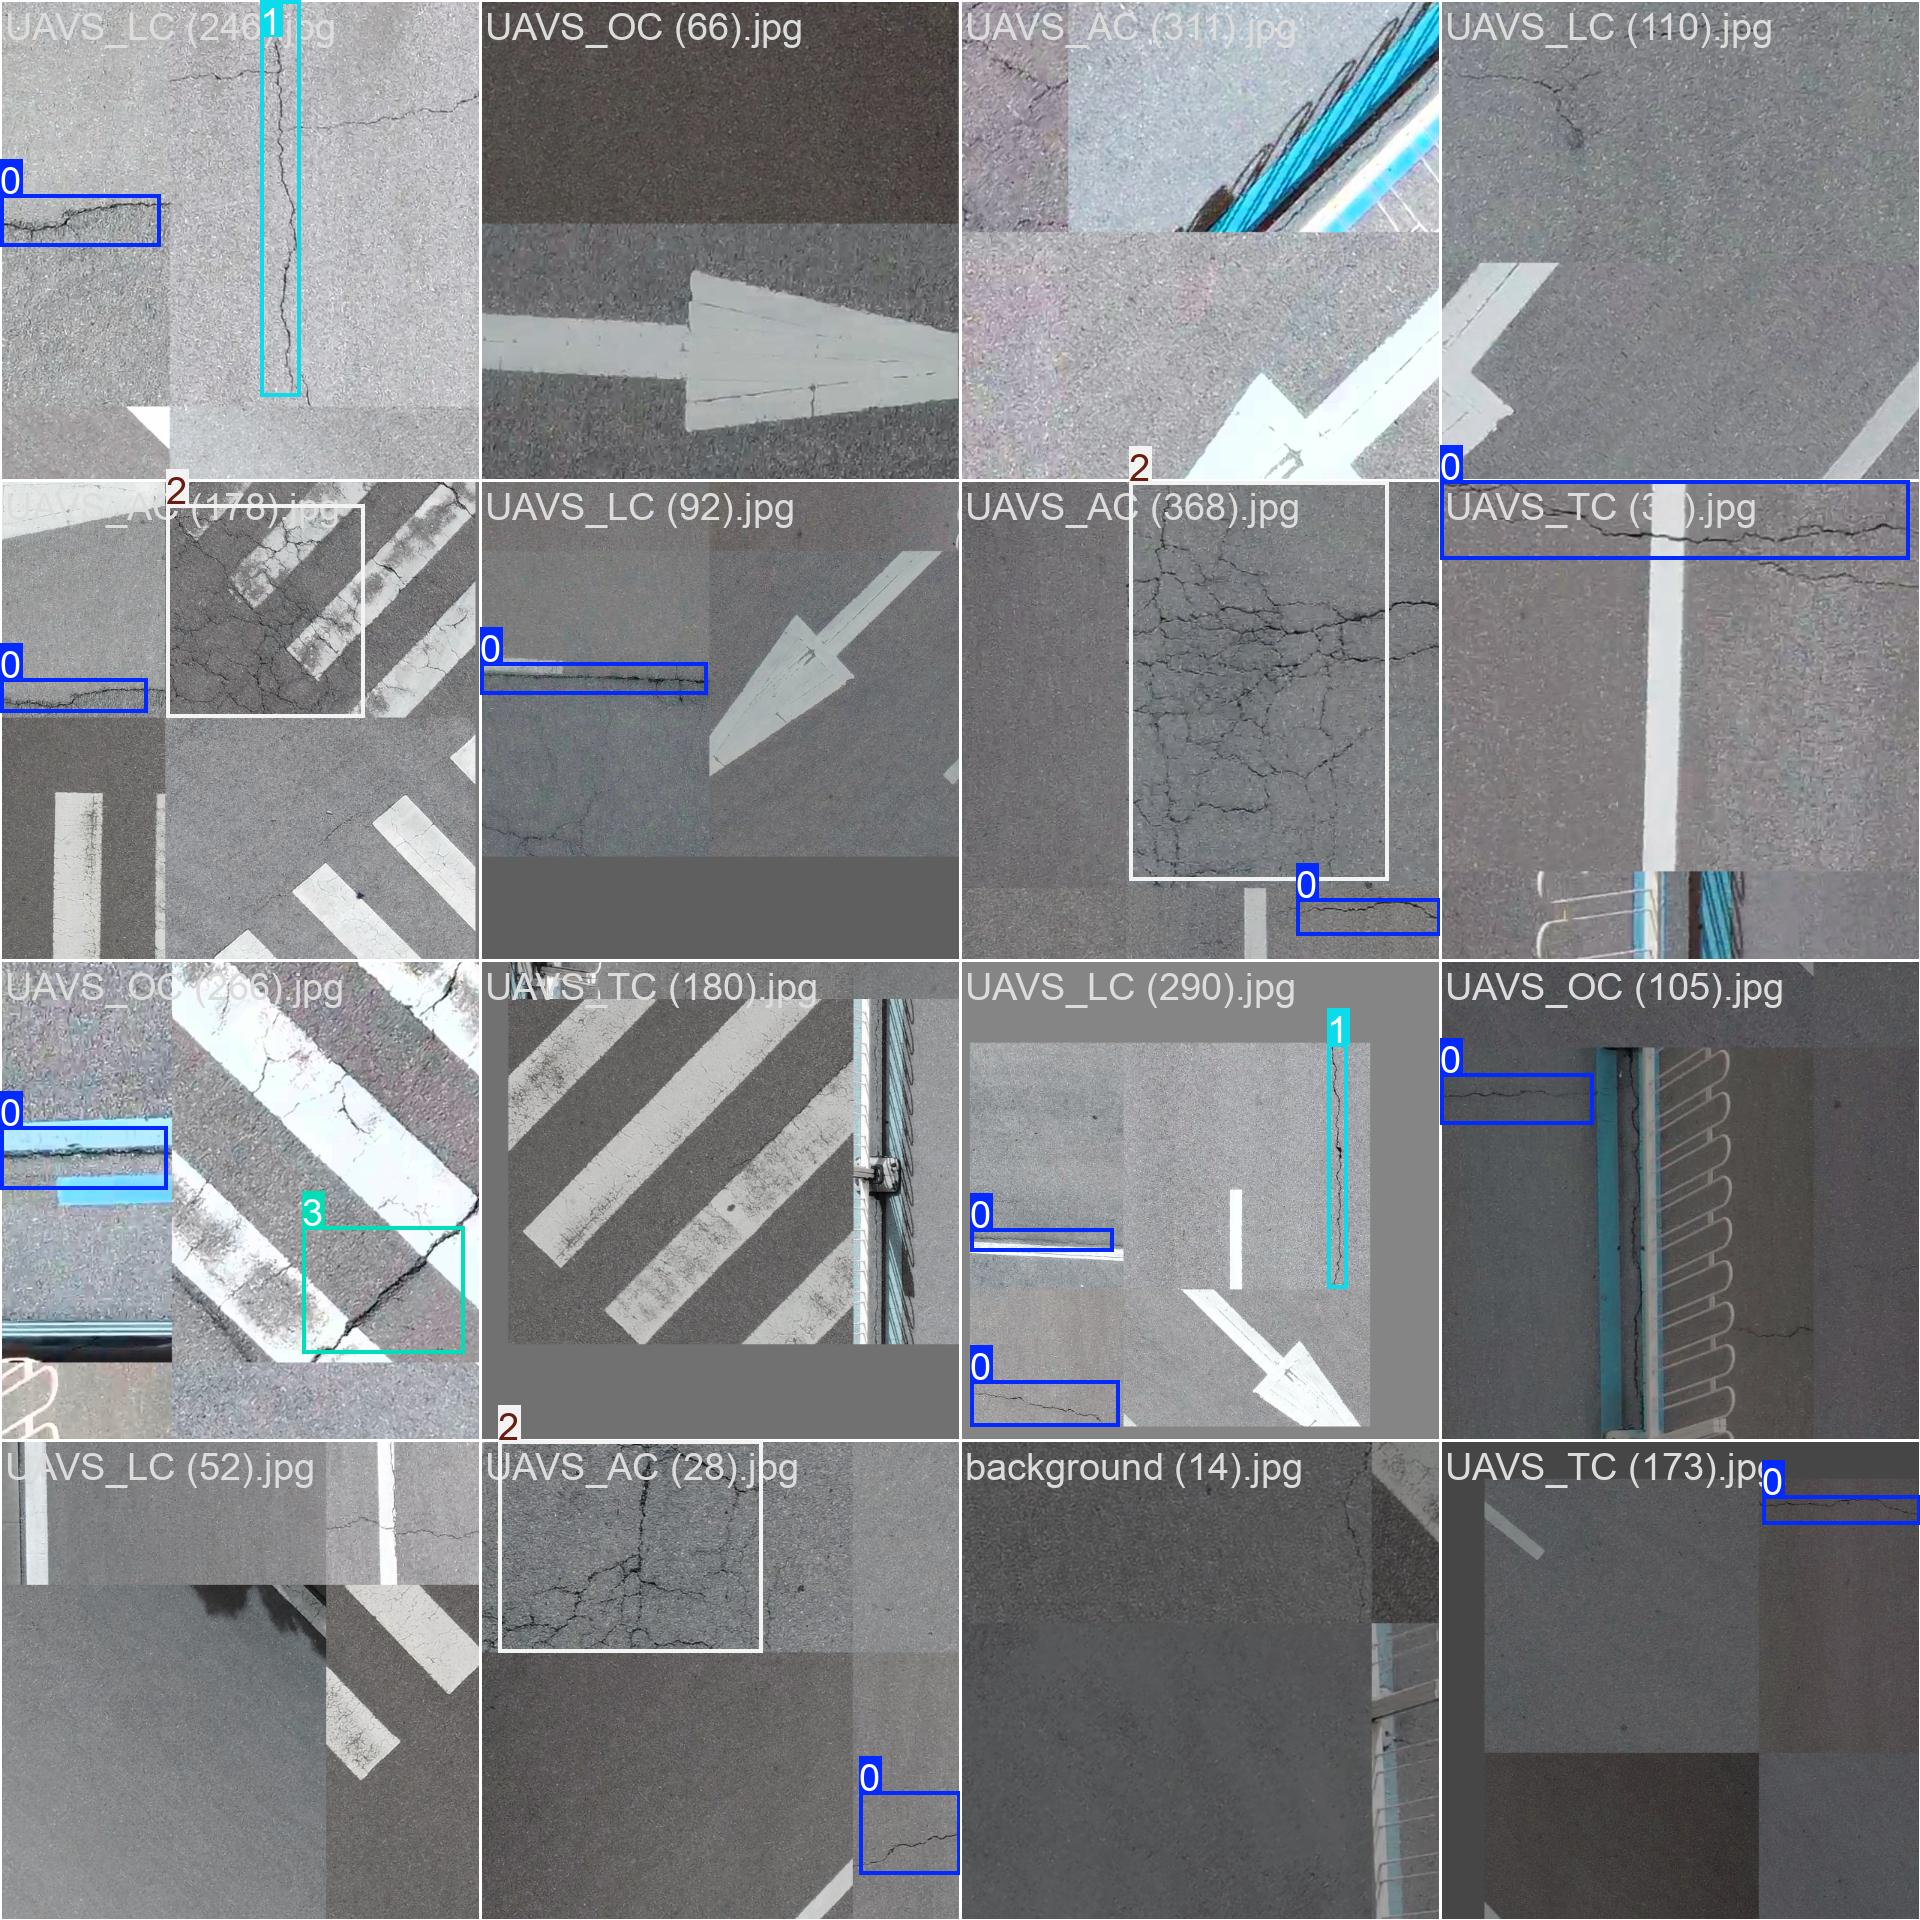 UAVS_LC (246).jpg
1
0
UAVS_OC (66).jpg
UAVS_AC (311).jpg
UAVS_LC (110).jpg
UAVS_AC (178).jpg
2
0
UAVS_LC (92).jpg
0
UAVS_AC (368).jpg
2
0
0
UAVS_TC
UAVS_OC (266).jpg
0
3
UAVS_TC (180).jpg
UAVS_LC (290).jpg
1
0
0
UAVS_OC (105).jpg
0
UAVS_LC (52).jpg
2
UAVS_AC (28).jpg
0
background (14).jpg
UAVS_TC (173).jpg
0